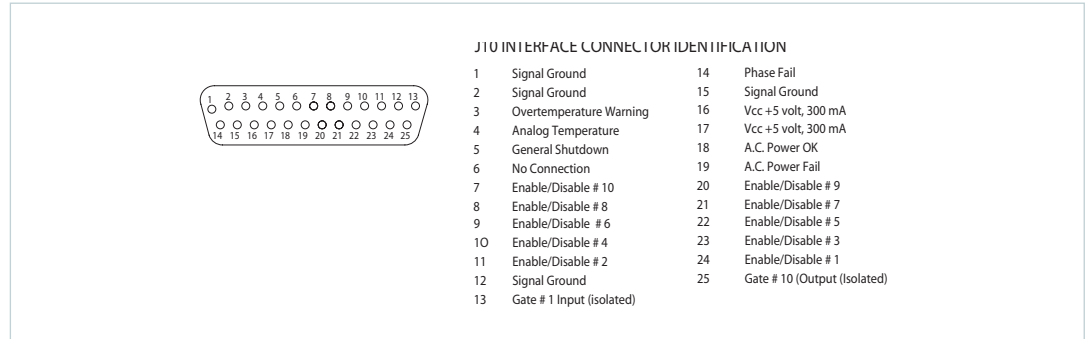 J10 INTERFACE CONNECTOR IDENTIFICATION
1 2 3 4 5 6 7 8 9 10 11 12 13
14 15 16 17 18 19 20 21 22 23 24 25
1 Signal Ground
2 Signal Ground
3 Overtemperature Warning
4 Analog Temperature
5 General Shutdown
6 No Connection
7 Enable/Disable # 10
8 Enable/Disable # 8
9 Enable/Disable # 6
1O Enable/Disable # 4
11 Enable/Disable # 2
12 Signal Ground
13 Gate # 1 Input (isolated)
14 Phase Fail
15 Signal Ground
16 Vcc +5 volt, 300 mA
17 Vcc +5 volt, 300 mA
18 A.C. Power OK
19 A.C. Power Fail
20 Enable/Disable # 9
21 Enable/Disable # 7
22 Enable/Disable # 5
23 Enable/Disable # 3
24 Enable/Disable # 1
25 Gate # 10 (Output (Isolated)